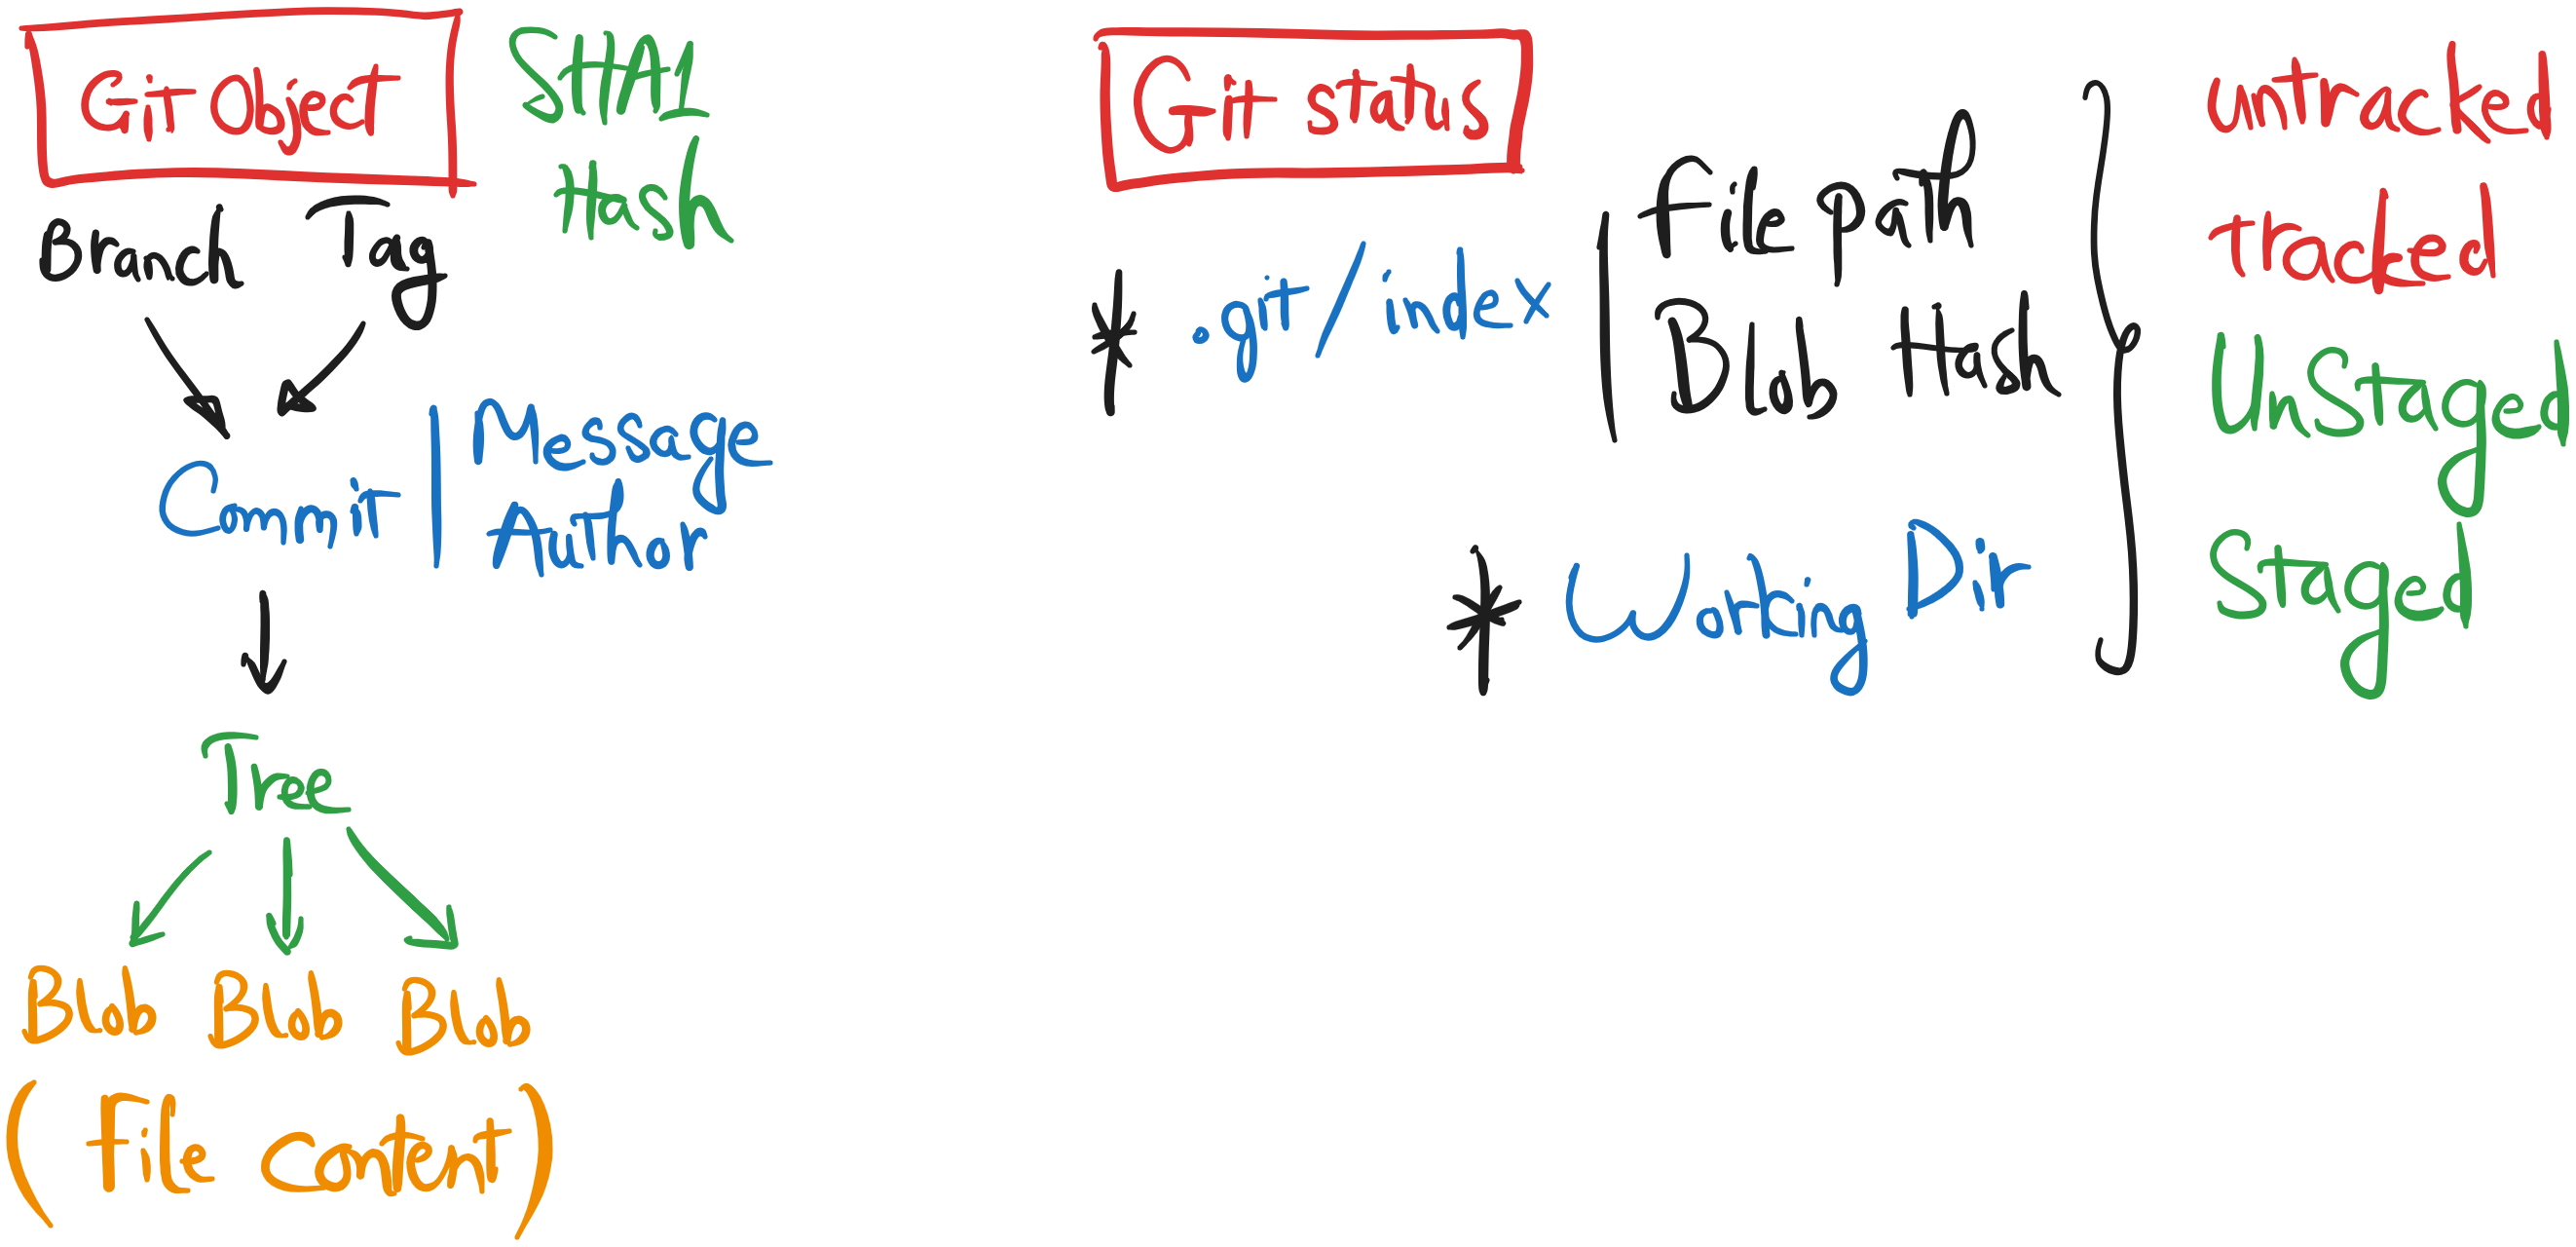 Git Object
SHA1
Hash
Branch Tag
Commit
Message
Author
Tree
Blob Blob Blob
(File Content)
Git status
* .git/index
File path
Blob Hash
* Working Dir
untracked
tracked
UnStaged
Staged